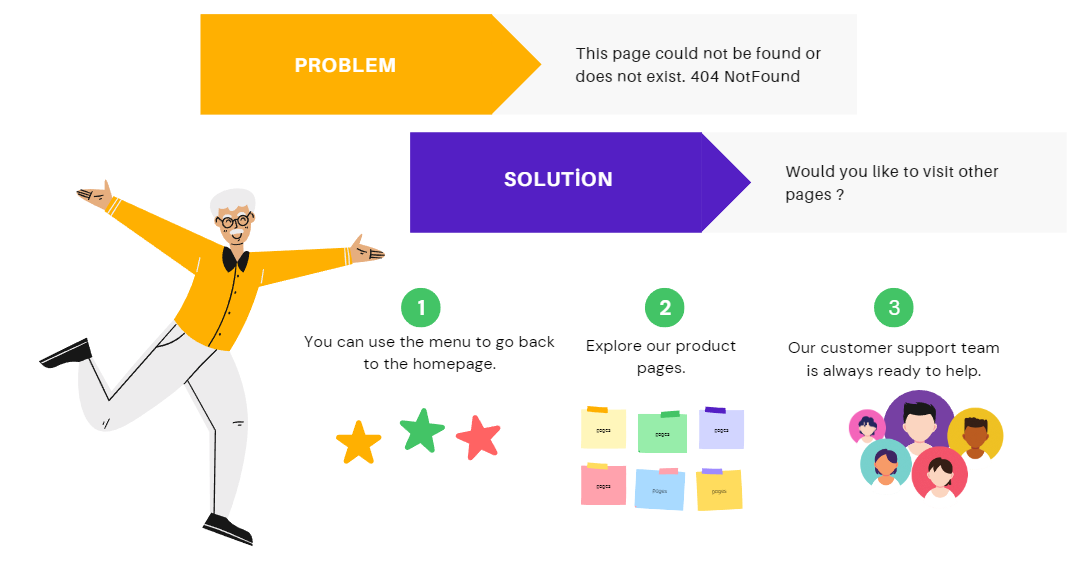 PROBLEM
This page could not be found or
does not exist. 404 NotFound
SOLUTİON
Would you like to visit other
pages ?
1
You can use the menu to go back
to the homepage.
2
Explore our product
pages.
3
Our customer support team
is always ready to help.
pages
pages
pages
pages
Pages
pages